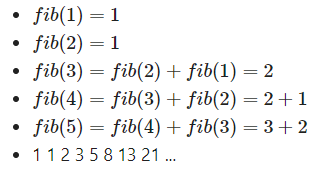 • fib(1) = 1
• fib(2) = 1
• fib(3) = fib(2) + fib(1) = 2
• fib(4) = fib(3) + fib(2) = 2 + 1
• fib(5) = fib(4) + fib(3) = 3 + 2
• 1 1 2 3 5 8 13 21 ...